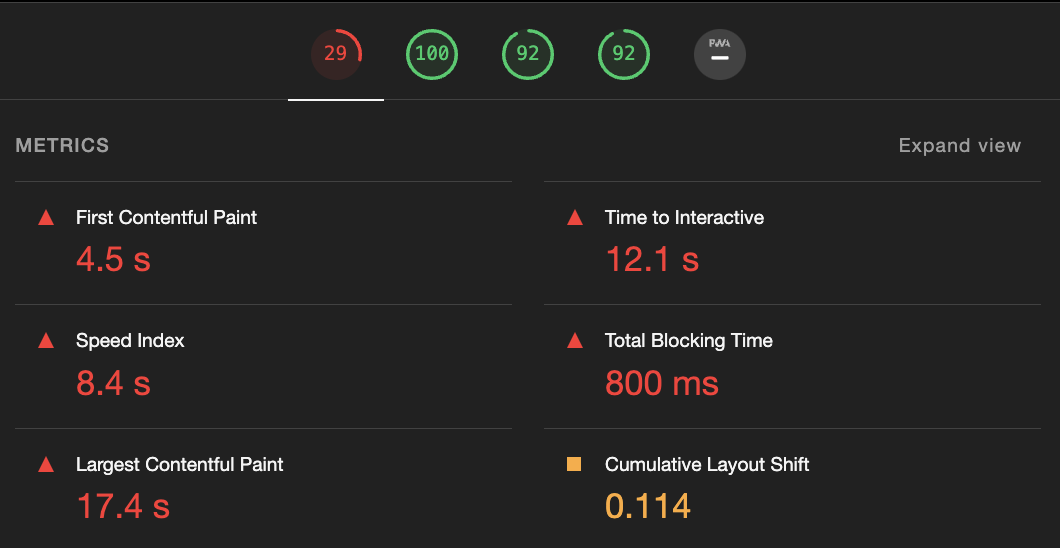 29
100
92
92
PWA
METRICS
Expand view
First Contentful Paint
4.5 s
Time to Interactive
12.1 s
Speed Index
8.4 s
Total Blocking Time
800 ms
Largest Contentful Paint
17.4 s
Cumulative Layout Shift
0.114